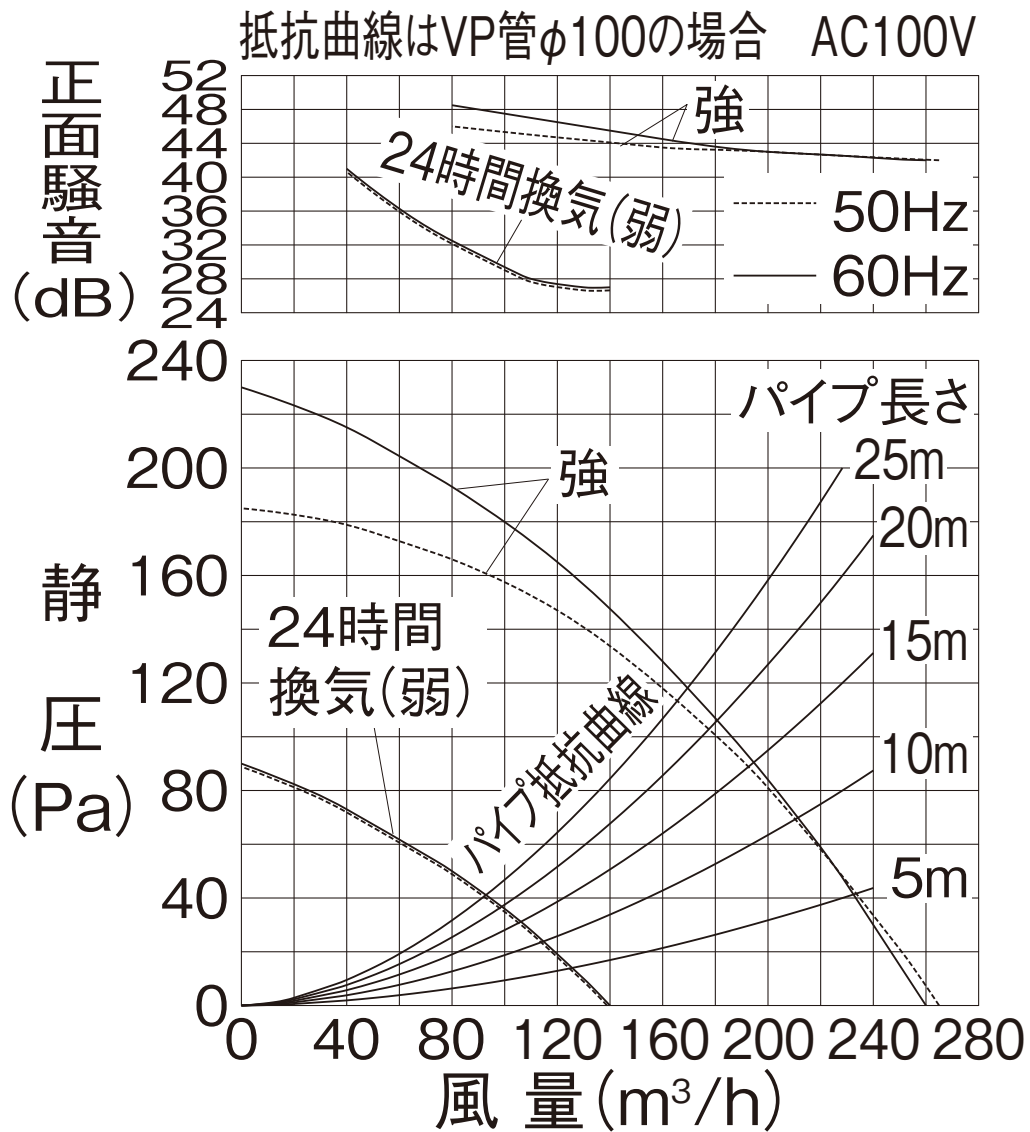 抵抗曲線はVP管φ100の場合　AC100V
正面騒音
(dB)
52
48
44
40
36
32
28
24
強
24時間換気(弱)
50Hz
60Hz
静圧
(Pa)
240
200
160
120
80
40
0
強
24時間
換気(弱)
パイプ抵抗曲線
パイプ長さ
25m
20m
15m
10m
5m
0 40 80 120 160 200 240 280
風量(m³/h)